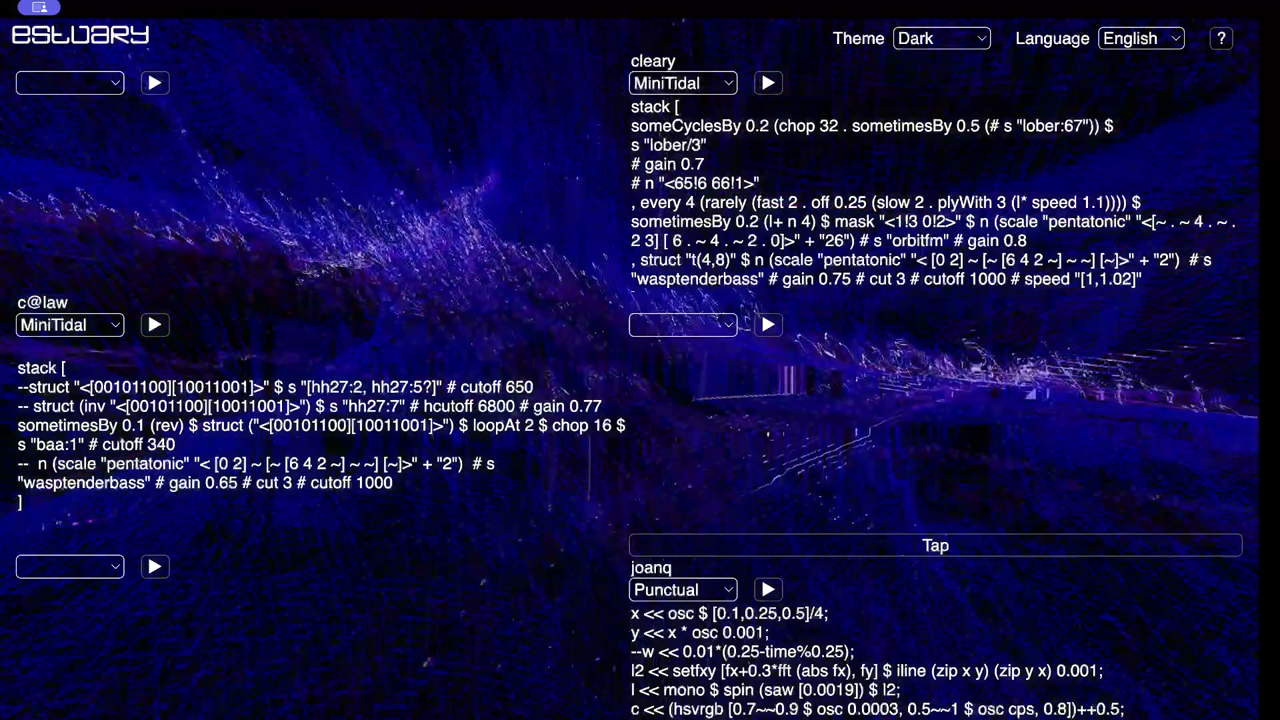 estuary
Theme Dark Language English ?
cleary
MiniTidal
stack [
someCyclesBy 0.2 (chop 32 . sometimesBy 0.5 (# s "lober:67")) $
s "lober/3"
# gain 0.7
# n "<65!6 66!1>"
, every 4 (rarely (fast 2 . off 0.25 (slow 2 . plyWith 3 (|* speed 1.1)))) $
sometimesBy 0.2 (|+ n 4) $ mask "<1!3 0!2>" $ n (scale "pentatonic" "<[~ . ~ 4 . ~ .
2 3] [ 6 . ~ 4 . ~ 2 . 0]>" + "26") # s "orbitfm" # gain 0.8
, struct "t(4,8)" $ n (scale "pentatonic" "< [0 2] ~ [~ [6 4 2 ~] ~ ~] [~]>" + "2") # s
"wasptenderbass" # gain 0.75 # cut 3 # cutoff 1000 # speed "[1,1.02]"
c@law
MiniTidal
stack [
--struct "<[00101100][10011001]>" $ s "[hh27:2, hh27:5?]" # cutoff 650
-- struct (inv "<[00101100][10011001]>") $ s "hh27:7" # hcutoff 6800 # gain 0.77
sometimesBy 0.1 (rev) $ struct ("<[00101100][10011001]>") $ loopAt 2 $ chop 16 $
s "baa:1" # cutoff 340
-- n (scale "pentatonic" "< [0 2] ~ [~ [6 4 2 ~] ~ ~] [~]>" + "2") # s
"wasptenderbass" # gain 0.65 # cut 3 # cutoff 1000
]
Tap
joanq
Punctual
x << osc $ [0.1,0.25,0.5]/4;
y << x * osc 0.001;
--w << 0.01*(0.25-time%0.25);
l2 << setfxy [fx+0.3*fft (abs fx), fy] $ iline (zip x y) (zip y x) 0.001;
l << mono $ spin (saw [0.0019]) $ l2;
c << (hsvrgb [0.7~~0.9 $ osc 0.0003, 0.5~~1 $ osc cps, 0.8])++0.5;